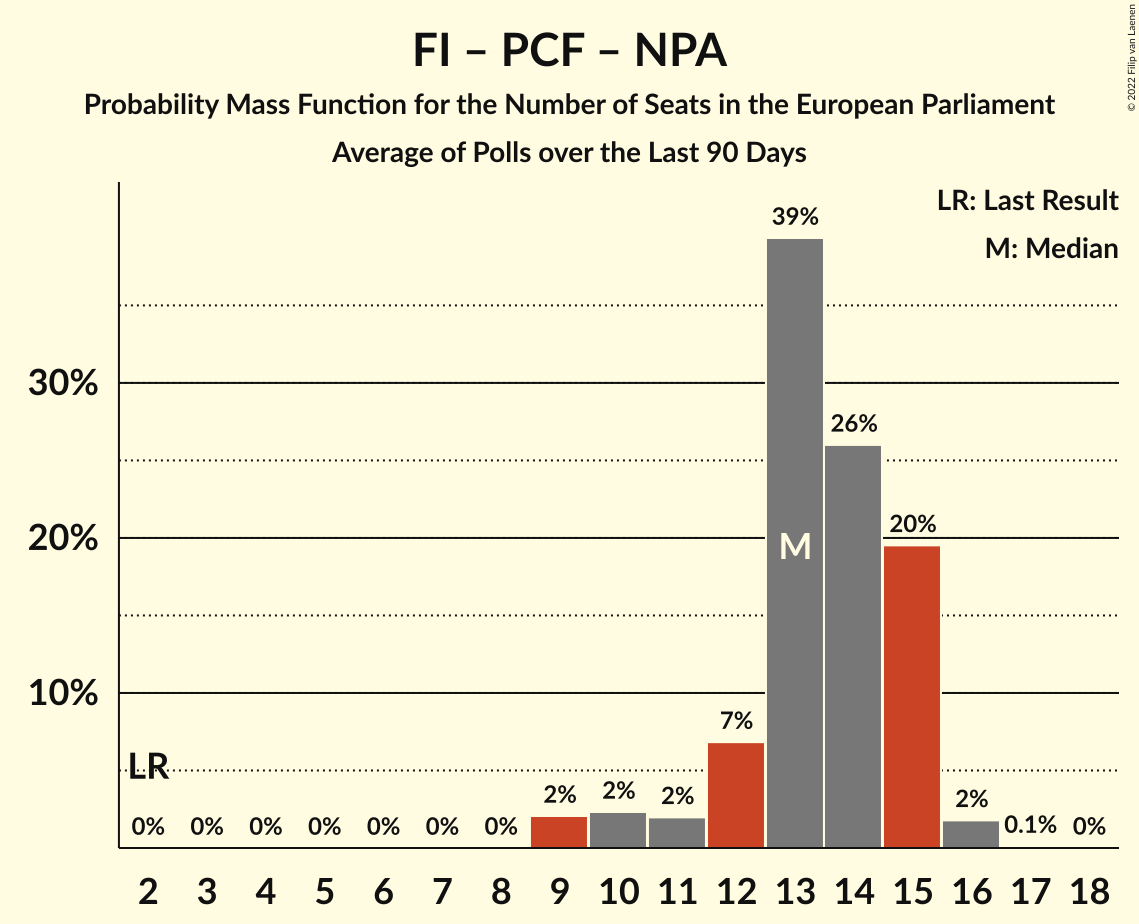 FI – PCF – NPA
Probability Mass Function for the Number of Seats in the European Parliament
Average of Polls over the Last 90 Days
© 2022 Filip van Laenen
LR: Last Result
M: Median
39%
30%
26%
20%
20%
M
10%
7%
LR
2%
2%
2%
2%
0%
0%
0%
0%
0%
0%
0%
0.1%
0%
2 3 4 5 6 7 8 9 10 11 12 13 14 15 16 17 18